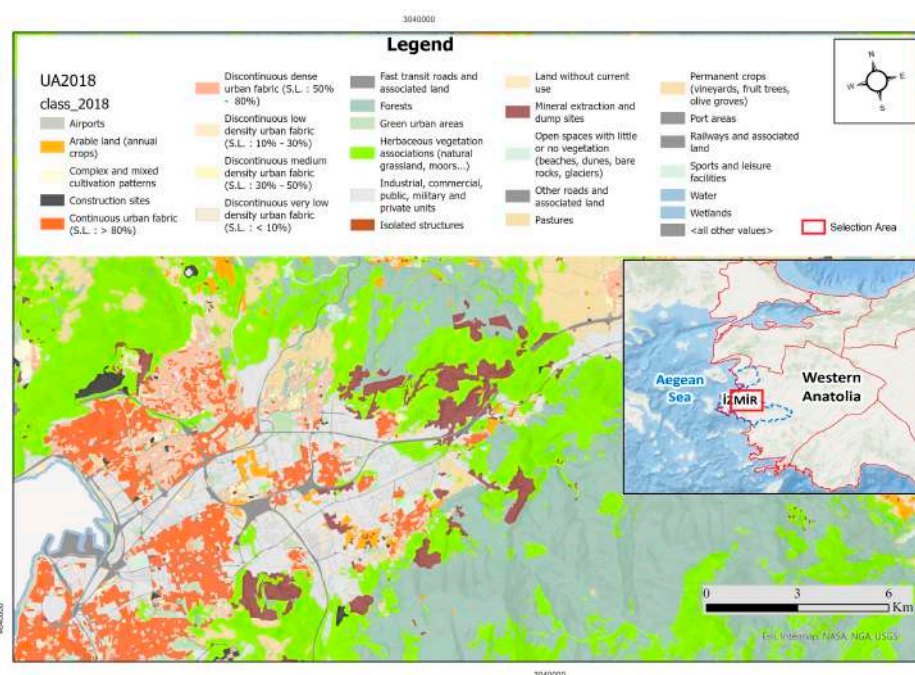 3040000
Legend
UA2018
class_2018
Airports
Arable land (annual
crops)
Complex and mixed
cultivation patterns
Construction sites
Continuous urban fabric
(S.L. : > 80%)
Discontinuous dense
urban fabric (S.L. : 50%
- 80%)
Discontinuous low
density urban fabric
(S.L. : 10% - 30%)
Discontinuous medium
density urban fabric
(S.L. : 30% - 50%)
Discontinuous very low
density urban fabric
(S.L. : < 10%)
Fast transit roads and
associated land
Forests
Green urban areas
Herbaceous vegetation
associations (natural
grassland, moors...)
Industrial, commercial,
public, military and
private units
Isolated structures
Land without current
use
Mineral extraction and
dump sites
Open spaces with little
or no vegetation
(beaches, dunes, bare
rocks, glaciers)
Other roads and
associated land
Pastures
Permanent crops
(vineyards, fruit trees,
olive groves)
Port areas
Railways and associated
land
Sports and leisure
facilities
Water
Wetlands
<all other values>
Selection Area
N
W E
S
Aegean
Sea
İZMİR
Western
Anatolia
0 3 6
Km
Esri, Intermap, NASA, NGA, USGS
3040000